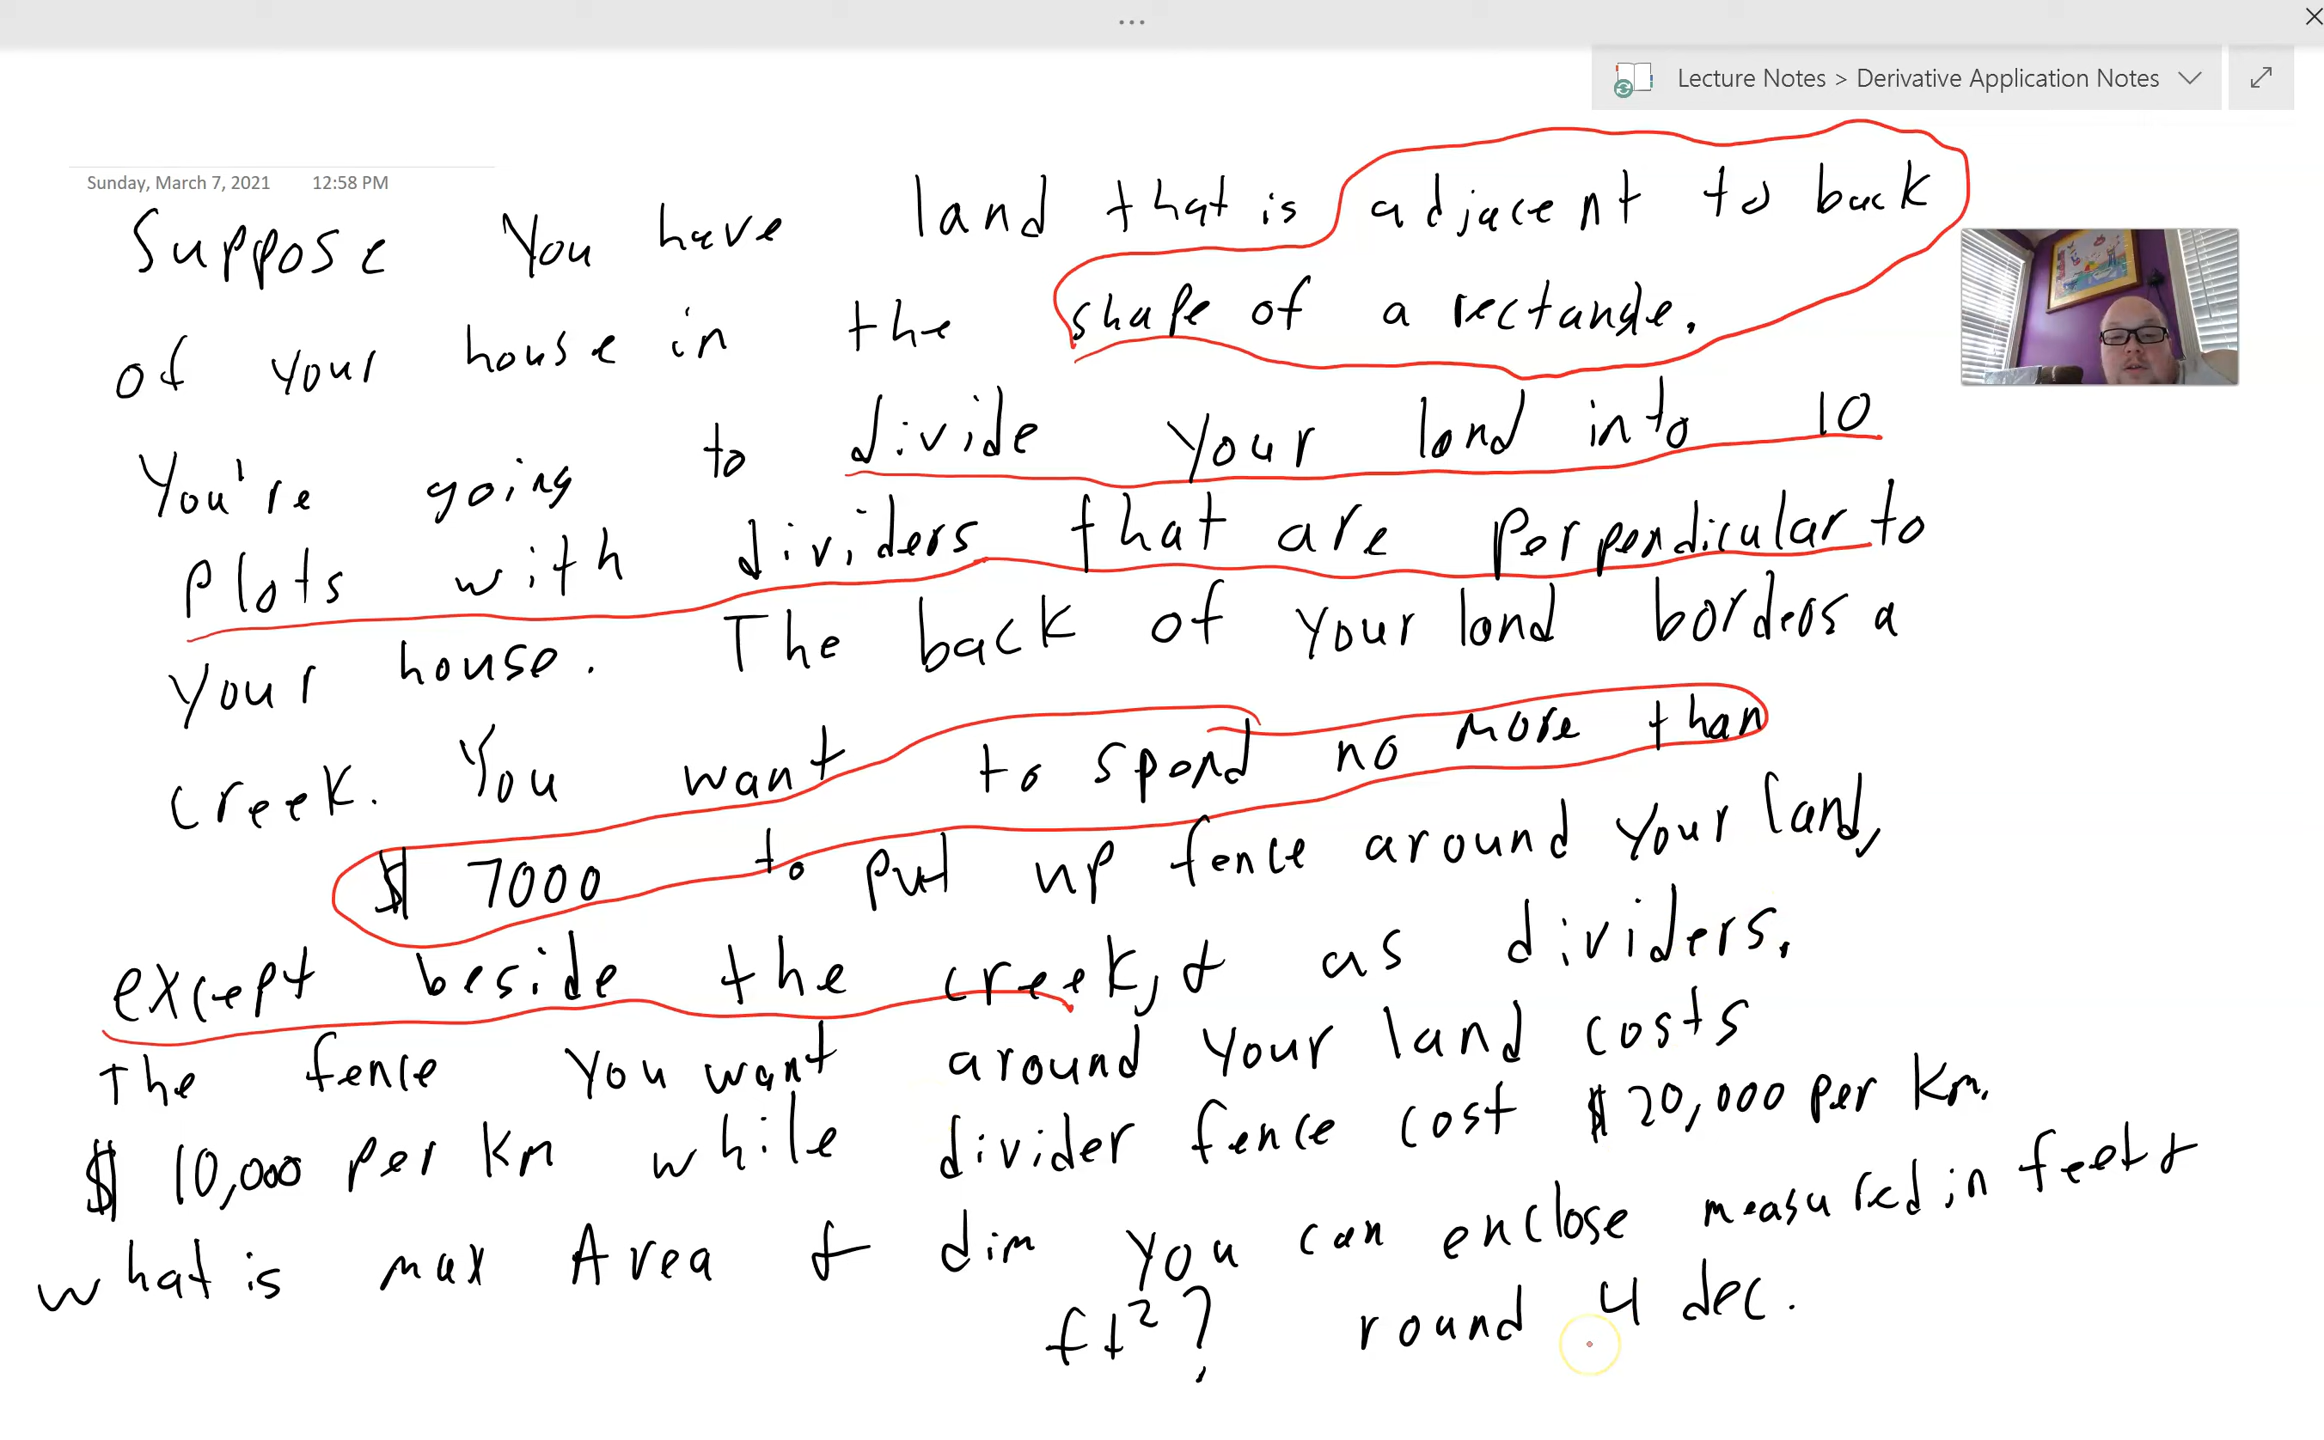 ...
Lecture Notes > Derivative Application Notes
Sunday, March 7, 2021 12:58 PM
Suppose You have land that is adjacent to back
of your house in the shape of a rectangle.
You're going to divide your land into 10
Plots with dividers that are perpendicular to
your house. The back of your land borders a
creek. You want to spend no more than
$ 7000 to put up fence around your land,
except beside the creek, & as dividers.
The fence you want around your land costs
$ 10,000 per Km while divider fence cost $ 20,000 per Km.
what is max Area & dim you can enclose measured in feet &
ft²? round 4 dec.